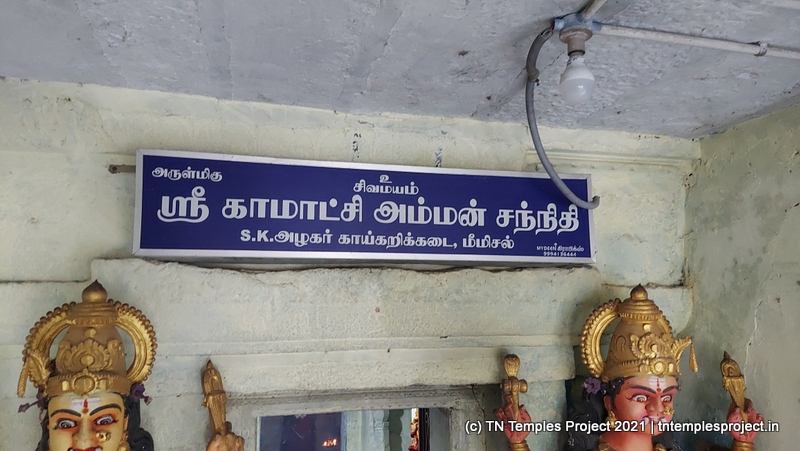 உ
அருள்மிகு சிவமயம்
ஸ்ரீ காமாட்சி அம்மன் சந்நிதி
S.K.அழகர் காய்கறிக்கடை, மீமிசல்
கிராபிக்ஸ்
(c) TN Temples Project 2021 | tntemplesproject.in